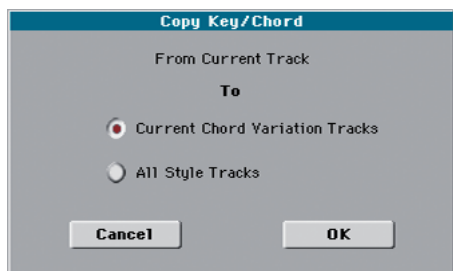 Copy Key/Chord
From Current Track
To
Current Chord Variation Tracks
All Style Tracks
Cancel OK